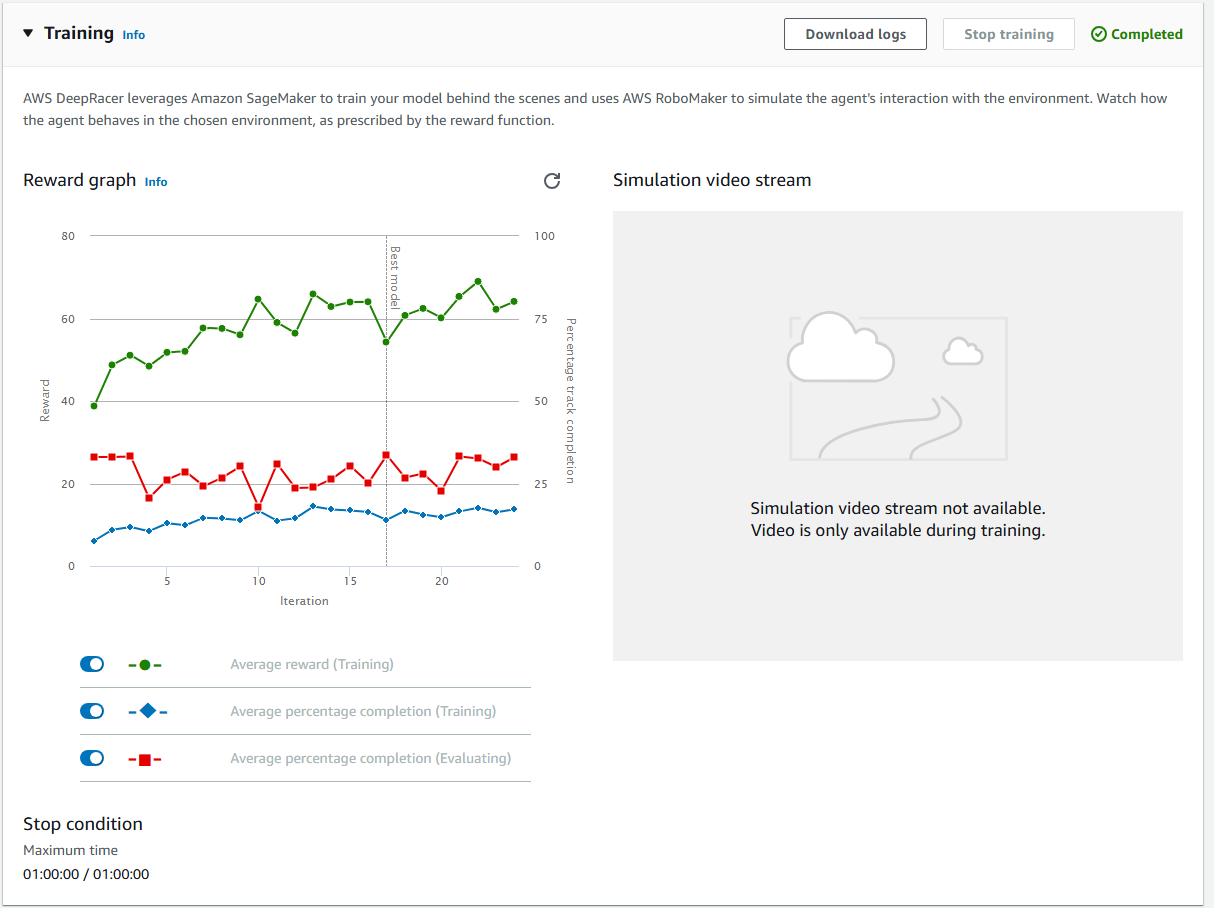 Training Info
Download logs
Stop training
Completed
AWS DeepRacer leverages Amazon SageMaker to train your model behind the scenes and uses AWS RoboMaker to simulate the agent's interaction with the environment. Watch how
the agent behaves in the chosen environment, as prescribed by the reward function.
Reward graph Info
80
60
40
20
0
Reward
Best model
100
75
50
25
0
Percentage track completion
5
10
15
20
Iteration
Average reward (Training)
Average percentage completion (Training)
Average percentage completion (Evaluating)
Simulation video stream
Simulation video stream not available.
Video is only available during training.
Stop condition
Maximum time
01:00:00 / 01:00:00